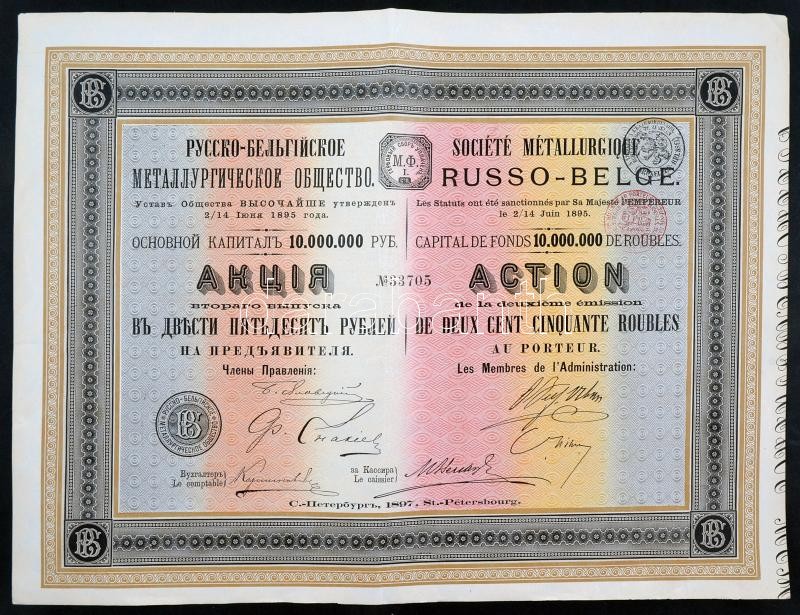 РУССКО-БЕЛЬГІЙСКОЕ
МЕТАЛЛУРГИЧЕСКОЕ ОБЩЕСТВО.
Уставъ Общества ВЫСОЧАЙШЕ утвержден
2/14 Іюня 1895 года.
ОСНОВНОЙ КАПИТАЛЪ 10.000.000 РУБ.
АКЦІЯ
втораго выпуска
ВЪ ДВѢСТИ ПЯТЬДЕСЯТЪ РУБЛЕЙ
НА ПРЕДЪЯВИТЕЛЯ.
Члены Правленія:
М.Ф.
I.
№33705
SOCIÉTÉ MÉTALLURGIQUE
RUSSO-BELGE.
Les Statuts ont été sanctionnés par Sa Majesté l'EMPEREUR
le 2/14 Juin 1895.
CAPITAL DE FONDS 10.000.000 DE ROUBLES.
ACTION
de la deuxième émission
DE DEUX CENT CINQUANTE ROUBLES
AU PORTEUR.
Les Membres de l'Administration:
РУССКО-БЕЛЬГІЙСКОЕ
МЕТАЛЛУРГИЧЕСКОЕ ОБЩЕСТВО
Бухгалтеръ
Le comptable
за Кассира
Le caissier
С.-Петербургъ, 1897, St.-Pétersbourg.
darabanth